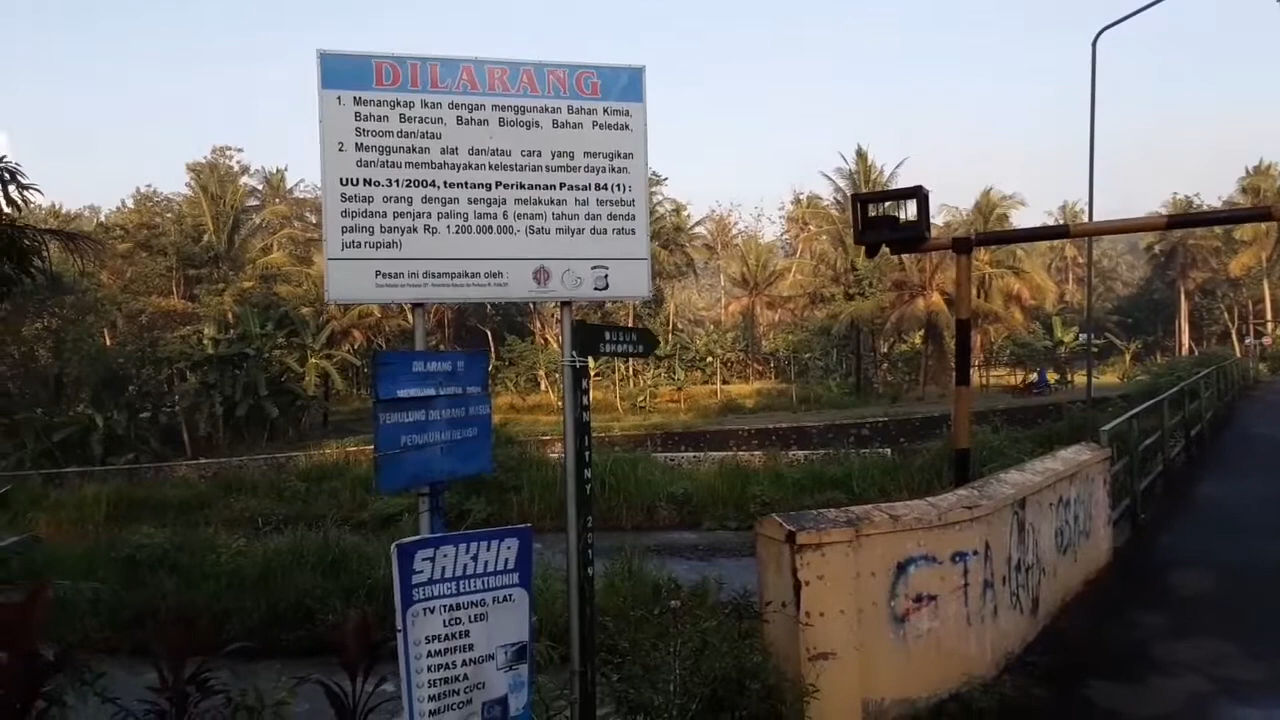 DILARANG
1. Menangkap Ikan dengan menggunakan Bahan Kimia,
Bahan Beracun, Bahan Biologis, Bahan Peledak,
Stroom dan/atau
2. Menggunakan alat dan/atau cara yang merugikan
dan/atau membahayakan kelestarian sumber daya ikan.
UU No.31/2004, tentang Perikanan Pasal 84 (1) :
Setiap orang dengan sengaja melakukan hal tersebut
dipidana penjara paling lama 6 (enam) tahun dan denda
paling banyak Rp. 1.200.000.000,- (Satu milyar dua ratus
juta rupiah)
Pesan ini disampaikan oleh :
DUSUN
SOKOROJO
DILARANG !!!
PEMULUNG DILARANG MASUK
KKN ITNY 2019
SAKHA
SERVICE ELEKTRONIK
TV (TABUNG, FLAT,
LCD, LED)
SPEAKER
AMPIFIER
KIPAS ANGIN
SETRIKA
MESIN CUCI
MEJICOM
GTA